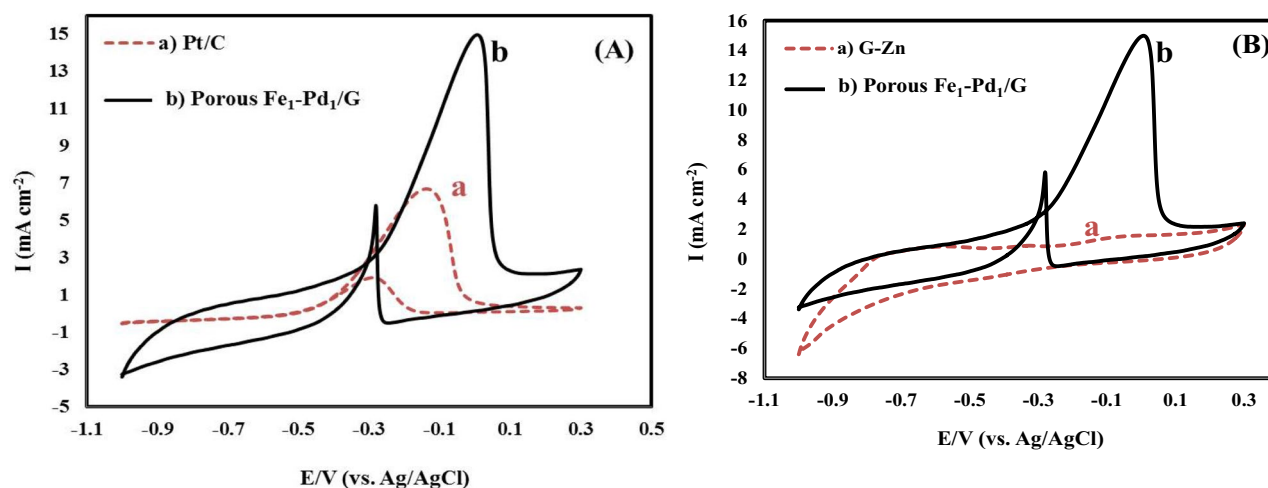 (A)
a) Pt/C
b) Porous Fe₁-Pd₁/G
b
a
15
13
11
9
7
5
3
1
-1
-3
-5
-1.1 -0.9 -0.7 -0.5 -0.3 -0.1 0.1 0.3 0.5
I (mA cm⁻²)
E/V (vs. Ag/AgCl)
(B)
a) G-Zn
b) Porous Fe₁-Pd₁/G
b
a
16
14
12
10
8
6
4
2
0
-2
-4
-6
-8
-1.1 -0.9 -0.7 -0.5 -0.3 -0.1 0.1 0.3
I (mA cm⁻²)
E/V (vs. Ag/AgCl)